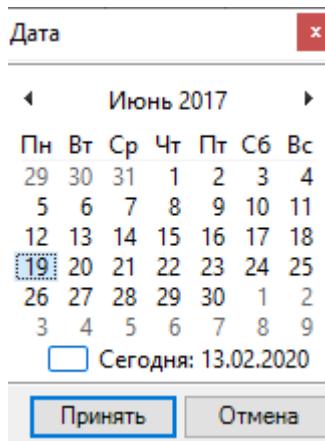 Дата
Июнь 2017
Пн Вт Ср Чт Пт Сб Вс
29 30 31 1 2 3 4
5 6 7 8 9 10 11
12 13 14 15 16 17 18
19 20 21 22 23 24 25
26 27 28 29 30 1 2
3 4 5 6 7 8 9
Сегодня: 13.02.2020
Принять Отмена